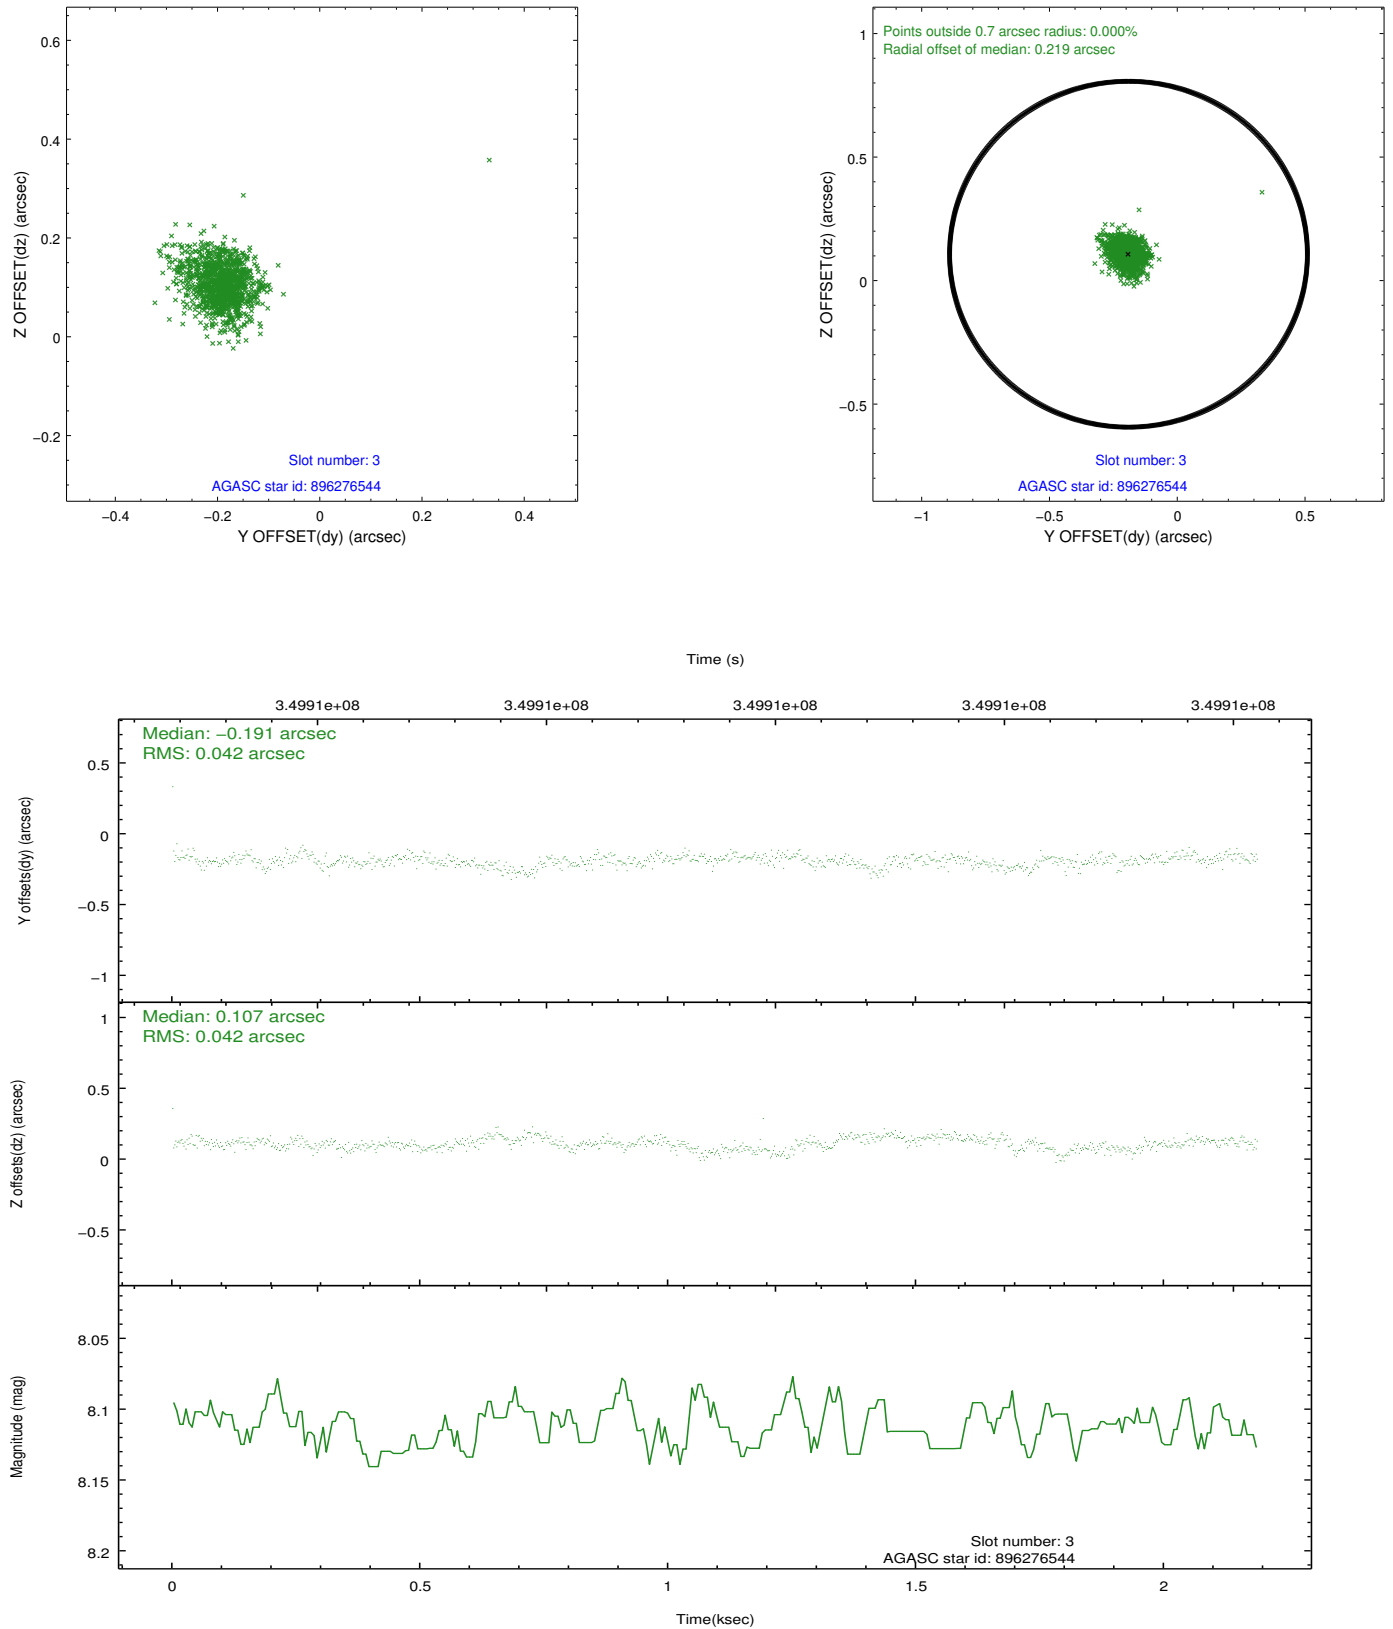 0.6
0.4
0.2
0
−0.2
Z OFFSET(dz) (arcsec)
Slot number: 3
AGASC star id: 896276544
−0.4
−0.2
0
0.2
0.4
Y OFFSET(dy) (arcsec)
Points outside 0.7 arcsec radius: 0.000%
Radial offset of median: 0.219 arcsec
1
0.5
0
−0.5
Z OFFSET(dz) (arcsec)
Slot number: 3
AGASC star id: 896276544
−1
−0.5
0
0.5
Y OFFSET(dy) (arcsec)
Time (s)
3.4991e+08
3.4991e+08
3.4991e+08
3.4991e+08
3.4991e+08
Median: −0.191 arcsec
RMS: 0.042 arcsec
0.5
0
−0.5
−1
Y offsets(dy) (arcsec)
Median: 0.107 arcsec
RMS: 0.042 arcsec
1
0.5
0
−0.5
Z offsets(dz) (arcsec)
8.05
8.1
8.15
8.2
Magnitude (mag)
Slot number: 3
AGASC star id: 896276544
0
0.5
1
1.5
2
Time(ksec)